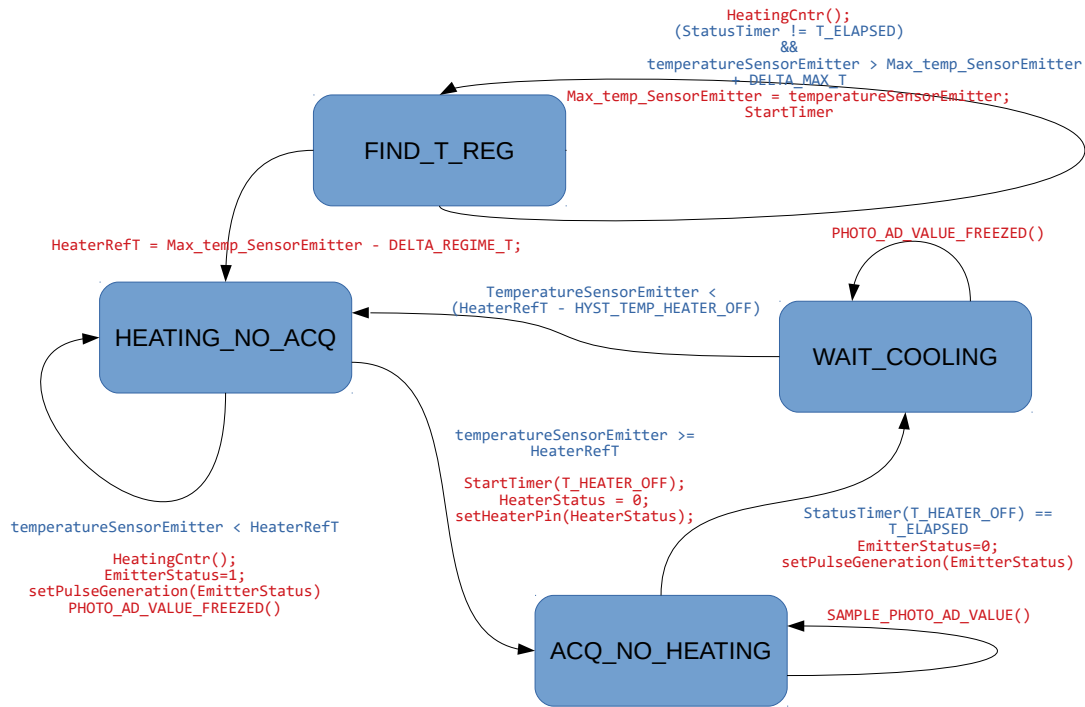 HeatingCntr();
(StatusTimer != T_ELAPSED)
&&
temperatureSensorEmitter > Max_temp_SensorEmitter
+ DELTA_MAX_T
Max_temp_SensorEmitter = temperatureSensorEmitter;
StartTimer
FIND_T_REG
HeaterRefT = Max_temp_SensorEmitter - DELTA_REGIME_T;
PHOTO_AD_VALUE_FREEZED()
TemperatureSensorEmitter <
(HeaterRefT - HYST_TEMP_HEATER_OFF)
HEATING_NO_ACQ
WAIT_COOLING
temperatureSensorEmitter >=
HeaterRefT
StartTimer(T_HEATER_OFF);
HeaterStatus = 0;
setHeaterPin(HeaterStatus);
temperatureSensorEmitter < HeaterRefT
HeatingCntr();
EmitterStatus=1;
setPulseGeneration(EmitterStatus)
PHOTO_AD_VALUE_FREEZED()
StatusTimer(T_HEATER_OFF) ==
T_ELAPSED
EmitterStatus=0;
setPulseGeneration(EmitterStatus)
SAMPLE_PHOTO_AD_VALUE()
ACQ_NO_HEATING